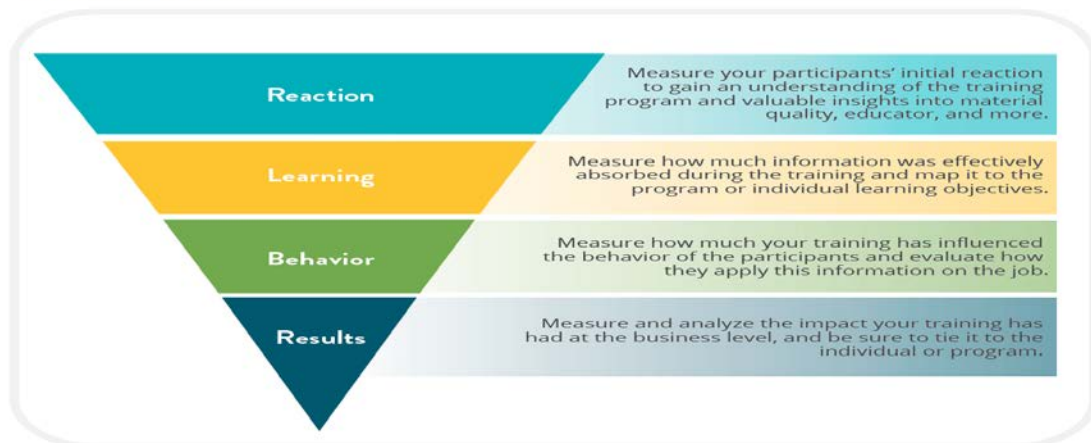 Reaction
Measure your participants' initial reaction
to gain an understanding of the training
program and valuable insights into material
quality, educator, and more.
Learning
Measure how much information was effectively
absorbed during the training and map it to the
program or individual learning objectives.
Behavior
Measure how much your training has influenced
the behavior of the participants and evaluate how
they apply this information on the job.
Results
Measure and analyze the impact your training has
had at the business level, and be sure to tie it to the
individual or program.